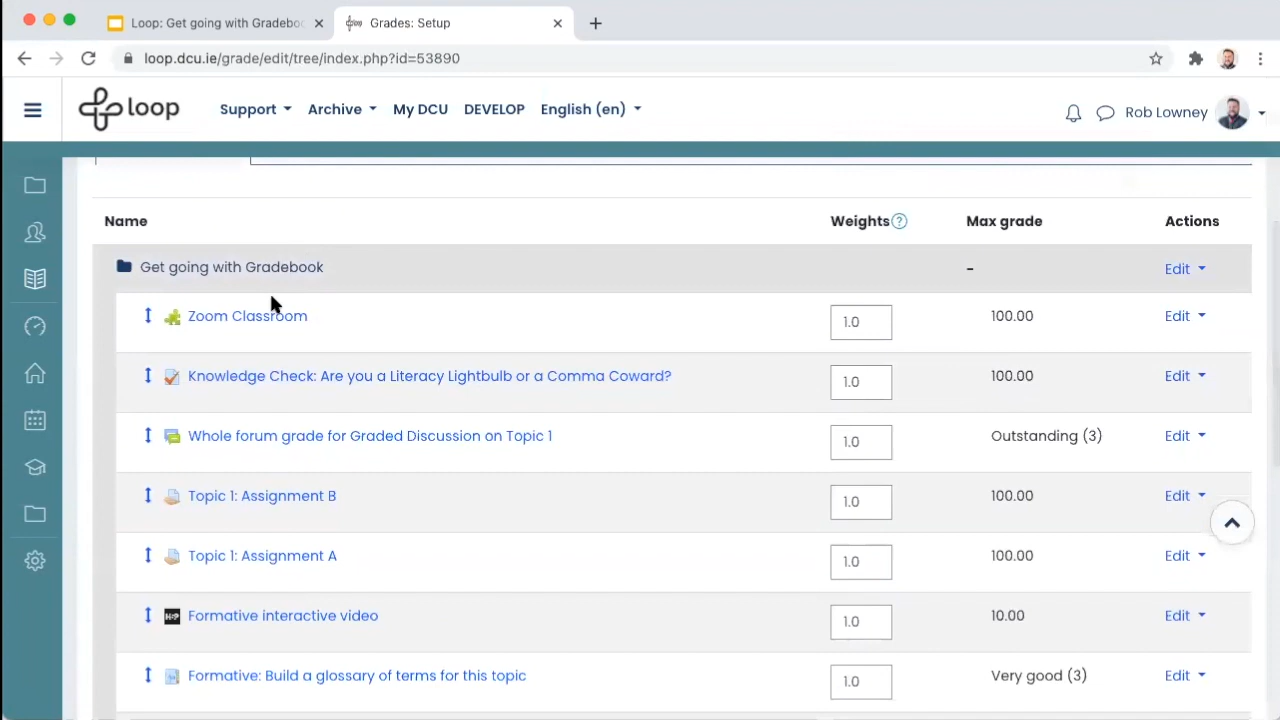 Loop: Get going with Gradeboo
Grades: Setup
loop.dcu.ie/grade/edit/tree/index.php?id=53890
loop
Support
Archive
My DCU
DEVELOP
English (en)
Rob Lowney
Name
Weights
?
Max grade
Actions
Get going with Gradebook
-
Edit
Zoom Classroom
1.0
100.00
Edit
Knowledge Check: Are you a Literacy Lightbulb or a Comma Coward?
1.0
100.00
Edit
Whole forum grade for Graded Discussion on Topic 1
1.0
Outstanding (3)
Edit
Topic 1: Assignment B
1.0
100.00
Edit
Topic 1: Assignment A
1.0
100.00
Edit
H5P
Formative interactive video
1.0
10.00
Edit
Formative: Build a glossary of terms for this topic
1.0
Very good (3)
Edit